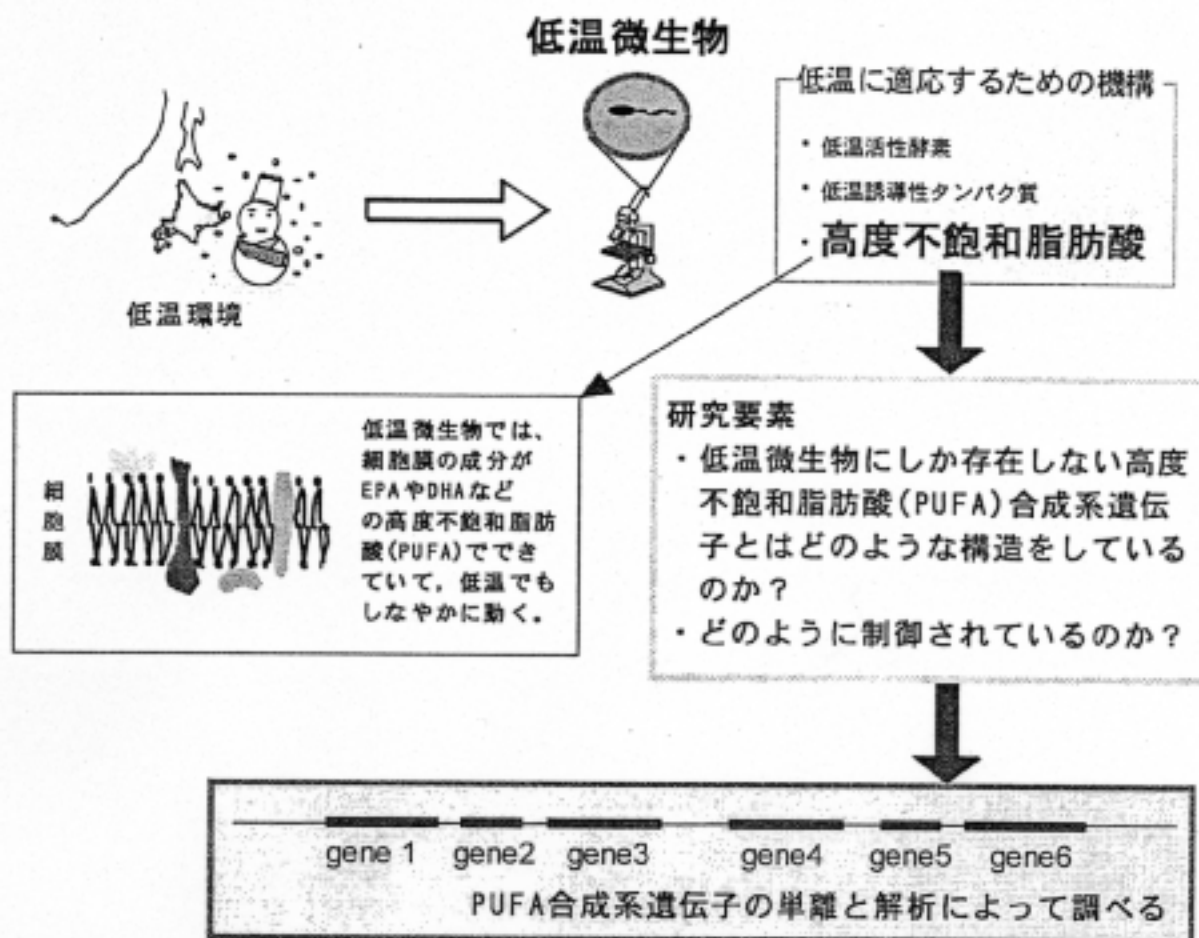 低温微生物
低温環境
低温に適応するための機構
・低温活性酵素
・低温誘導性タンパク質
・高度不飽和脂肪酸
細
胞
膜
低温微生物では、
細胞膜の成分が
EPAやDHAなど
の高度不飽和脂肪
酸(PUFA)ででき
ていて，低温でも
しなやかに動く。
研究要素
・低温微生物にしか存在しない高度
不飽和脂肪酸(PUFA)合成系遺伝
子とはどのような構造をしている
のか？
・どのように制御されているのか？
gene 1 gene2 gene3 gene4 gene5 gene6
PUFA合成系遺伝子の単離と解析によって調べる